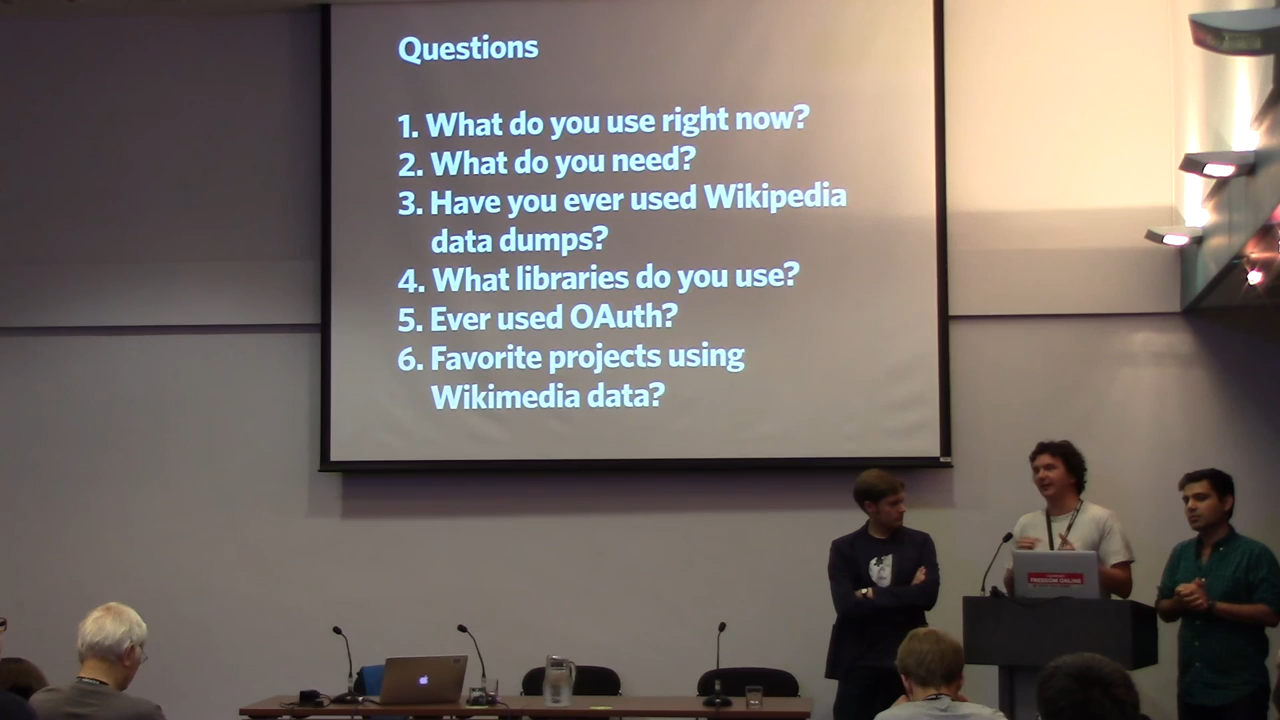 Questions
1. What do you use right now?
2. What do you need?
3. Have you ever used Wikipedia
data dumps?
4. What libraries do you use?
5. Ever used OAuth?
6. Favorite projects using
Wikimedia data?
FREEDOM ONLINE